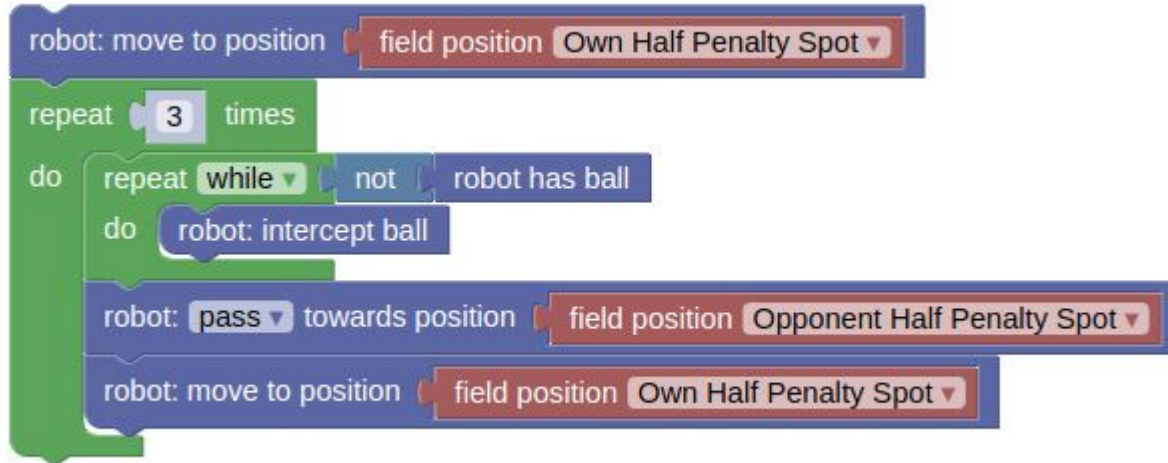 robot: move to position field position Own Half Penalty Spot
repeat 3 times
do repeat while not robot has ball
do robot: intercept ball
robot: pass towards position field position Opponent Half Penalty Spot
robot: move to position field position Own Half Penalty Spot